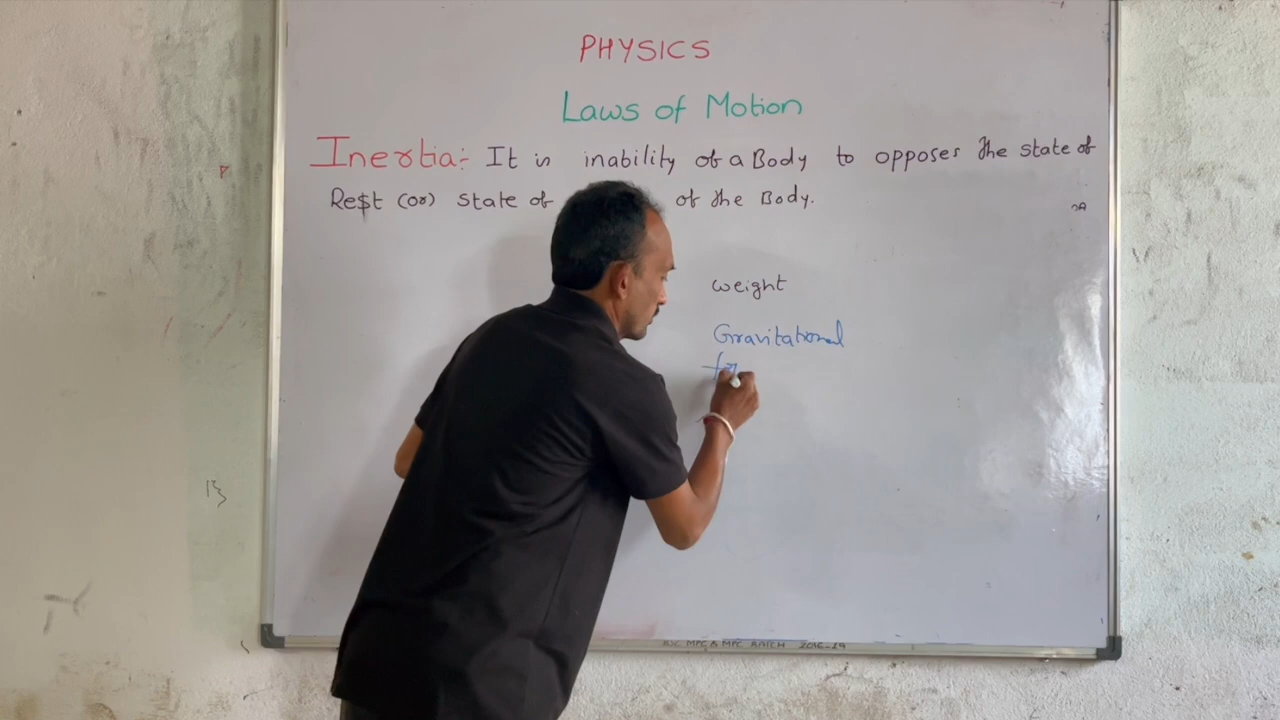 PHYSICS
Laws of Motion
Inertia:- It is inability of a Body to opposes the state of
Rest (or) state of of the Body.
weight
Gravitational